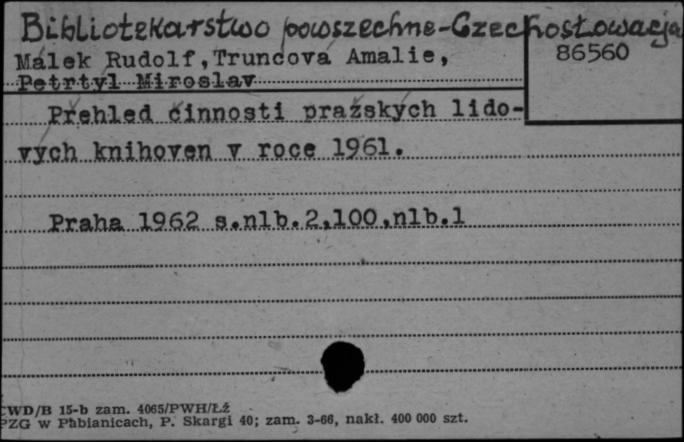 Bibliotekarstwo powszechne-Czechosłowacja
86560
Málek Rudolf,Truncová Amalie,
Petrtyl Miroslav
Přehled činnosti pražských lido-
vých knihoven v roce 1961.
Praha 1962 s.nlb.2,100,nlb.1
CWD/B 15-b zam. 4065/PWH/Łż
PZG w Pabianicach, P. Skargi 40; zam. 3-66, nakł. 400 000 szt.